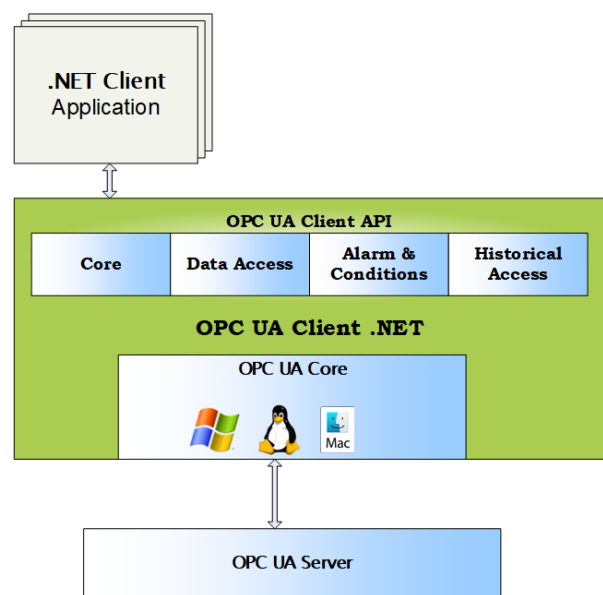 .NET Client
Application
OPC UA Client API
Core
Data Access
Alarm &
Conditions
Historical
Access
OPC UA Client .NET
OPC UA Core
Mac
OPC UA Server